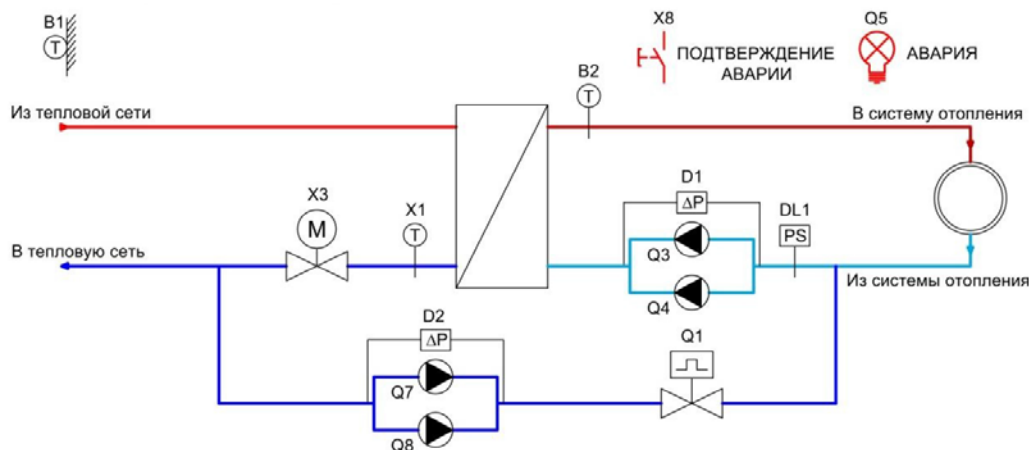 B1
T
X8
ПОДТВЕРЖДЕНИЕ
АВАРИИ
Q5
АВАРИЯ
B2
T
Из тепловой сети
В систему отопления
X3
M
X1
T
D1
ΔP
DL1
PS
Q3
Q4
В тепловую сеть
Из системы отопления
D2
ΔP
Q1
Q7
Q8